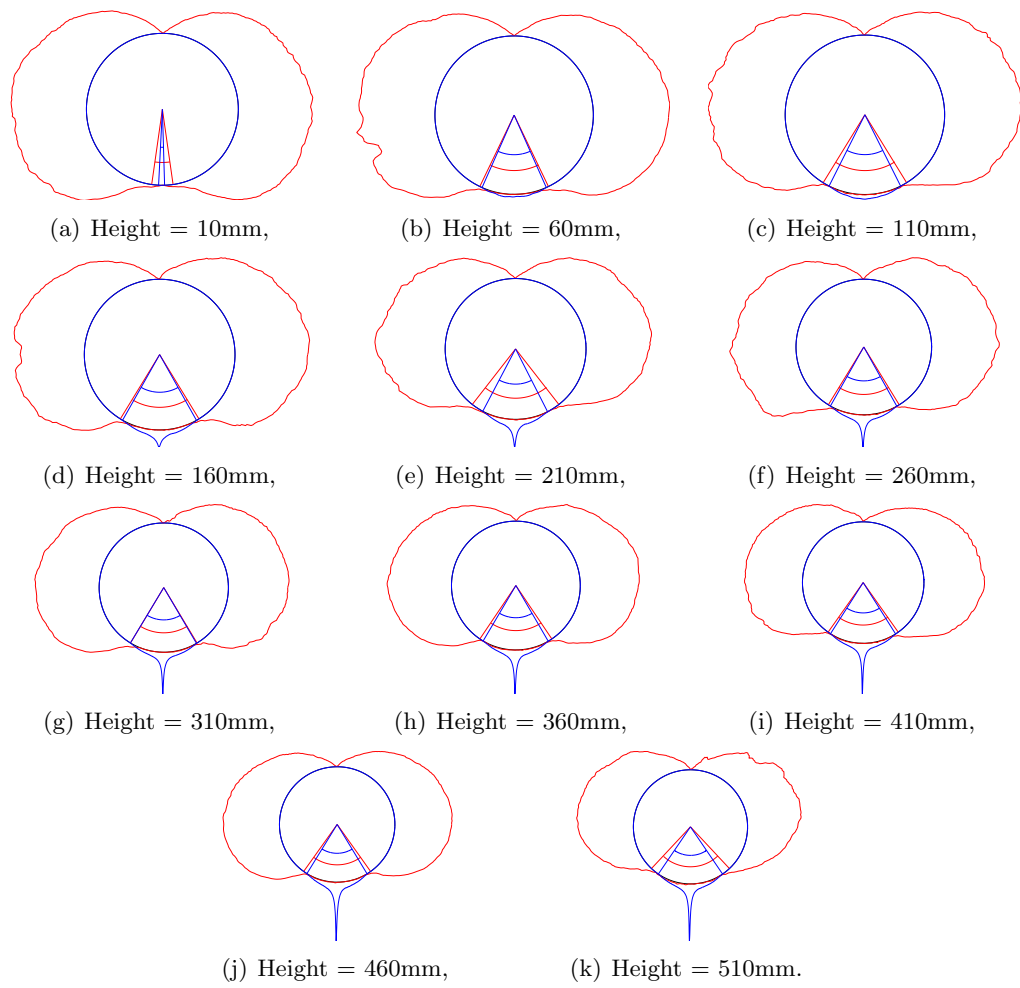 (a) Height = 10mm,
(b) Height = 60mm,
(c) Height = 110mm,
(d) Height = 160mm,
(e) Height = 210mm,
(f) Height = 260mm,
(g) Height = 310mm,
(h) Height = 360mm,
(i) Height = 410mm,
(j) Height = 460mm,
(k) Height = 510mm.